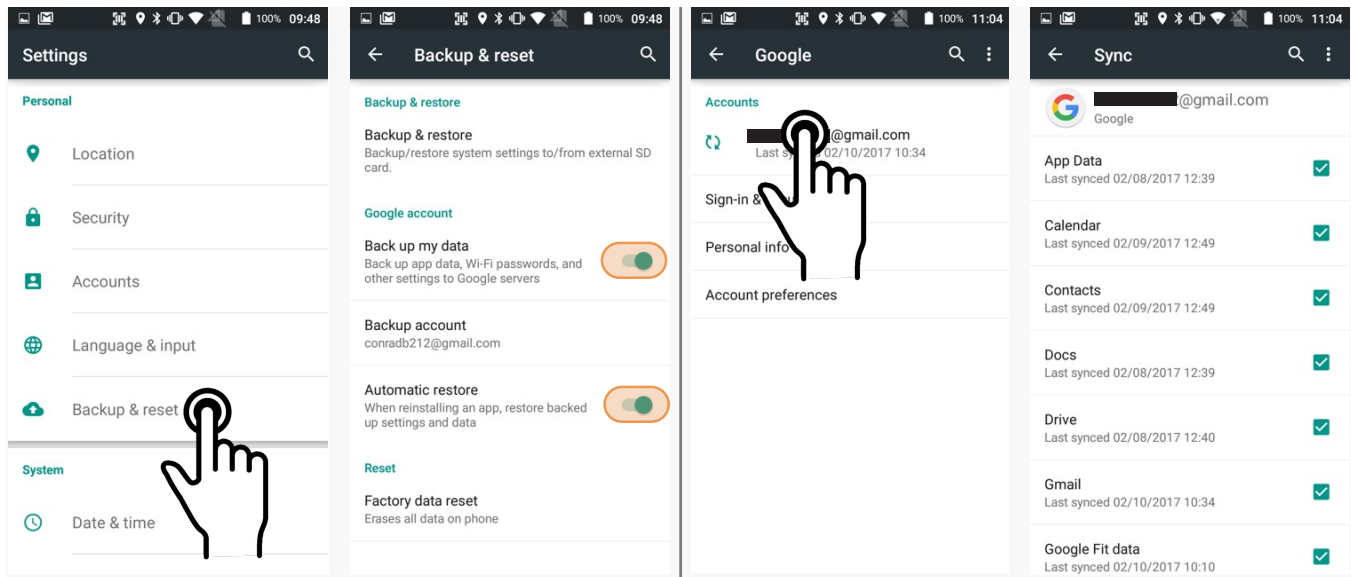 100% 09:48
Settings
Personal
Location
Security
Accounts
Language & input
Backup & reset
System
Date & time
100% 09:48
Backup & reset
Backup & restore
Backup & restore
Backup/restore system settings to/from external SD
card.
Google account
Back up my data
Back up app data, Wi-Fi passwords, and
other settings to Google servers
Backup account
conradb212@gmail.com
Automatic restore
When reinstalling an app, restore backed
up settings and data
Reset
Factory data reset
Erases all data on phone
100% 11:04
Google
Accounts
@gmail.com
Last 02/10/2017 10:34
Sign-in &
Personal info
Account preferences
100% 11:04
Sync
@gmail.com
Google
App Data
Last synced 02/08/2017 12:39
Calendar
Last synced 02/09/2017 12:49
Contacts
Last synced 02/09/2017 12:49
Docs
Last synced 02/08/2017 12:39
Drive
Last synced 02/08/2017 12:40
Gmail
Last synced 02/10/2017 10:34
Google Fit data
Last synced 02/10/2017 10:10